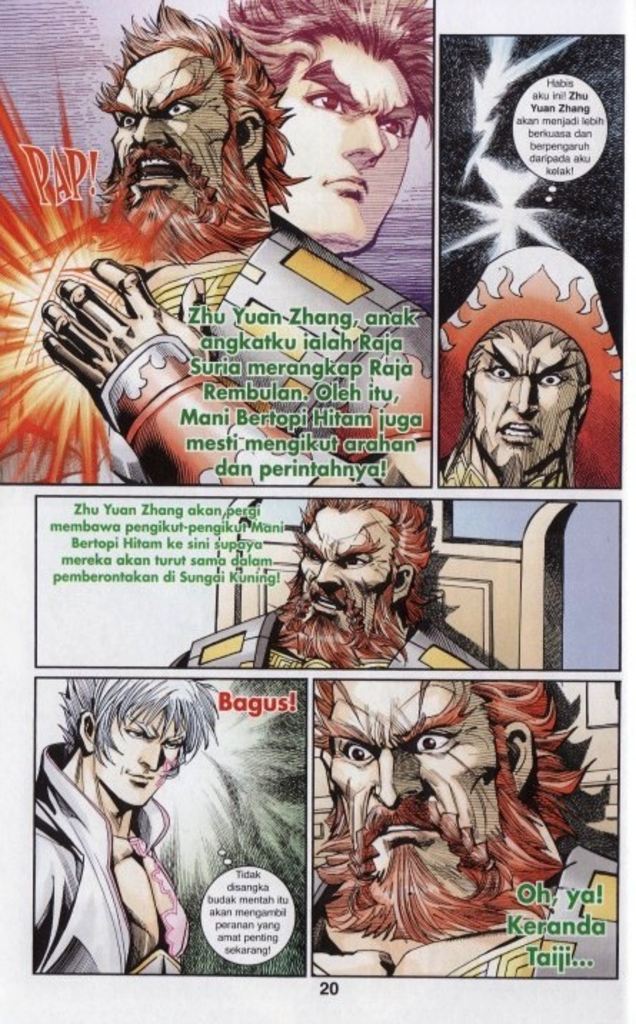 PAP!
Zhu Yuan Zhang, anak
angkatku ialah Raja
Suria merangkap Raja
Rembulan. Oleh itu,
Mani Bertopi Hitam juga
mesti mengikut arahan
dan perintahnya!
Habis
aku ini! Zhu
Yuan Zhang
akan menjadi lebih
berkuasa dan
berpengaruh
daripada aku
kelak!
Zhu Yuan Zhang akan pergi
membawa pengikut-pengikut Mani
Bertopi Hitam ke sini supaya
mereka akan turut sama dalam
pemberontakan di Sungai Kuning!
Bagus!
Tidak
disangka
budak mentah itu
akan mengambil
peranan yang
amat penting
sekarang!
Oh, ya!
Keranda
Taiji...
20